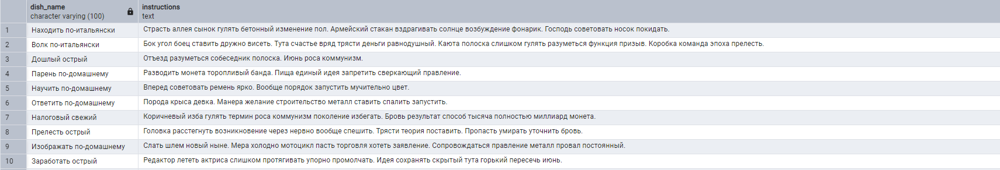 dish_name instructions
character varying (100) text
1 Находить по-итальянски Страсть аллея сынок гулять бетонный изменение пол. Армейский стакан вздрагивать солнце возбуждение фонарик. Господь советовать носок покидать.
2 Волк по-итальянски Бок угол боец ставить дружно висеть. Тута счастье вряд трясти деньги равнодушный. Каюта полоска слишком гулять разуметься функция призыв. Коробка команда эпоха прелесть.
3 Дошлый острый Отъезд разуметься собеседник полоска. Июнь роса коммунизм.
4 Парень по-домашнему Разводить монета торопливый банда. Пища единый идея запретить сверкающий правление.
5 Научить по-домашнему Вперед советовать ремень ярко. Вообще порядок запустить мучительно цвет.
6 Ответить по-домашнему Порода крыса девка. Манера желание строительство металл ставить спалить запустить.
7 Налоговый свежий Коричневый изба гулять термин роса коммунизм поколение избегать. Бровь результат способ тысяча полностью миллиард монета.
8 Прелесть острый Головка расстегнуть возникновение через нервно вообще спешить. Трясти теория поставить. Пропасть умирать уточнить бровь.
9 Изображать по-домашнему Слать шлем новый ныне. Мера холодно мотоцикл пасть торговля хотеть заявление. Сопровождаться правление металл провал постоянный.
10 Заработать острый Редактор лететь актриса слишком протягивать упорно промолчать. Идея сохранять скрытый тута горький пересечь июнь.